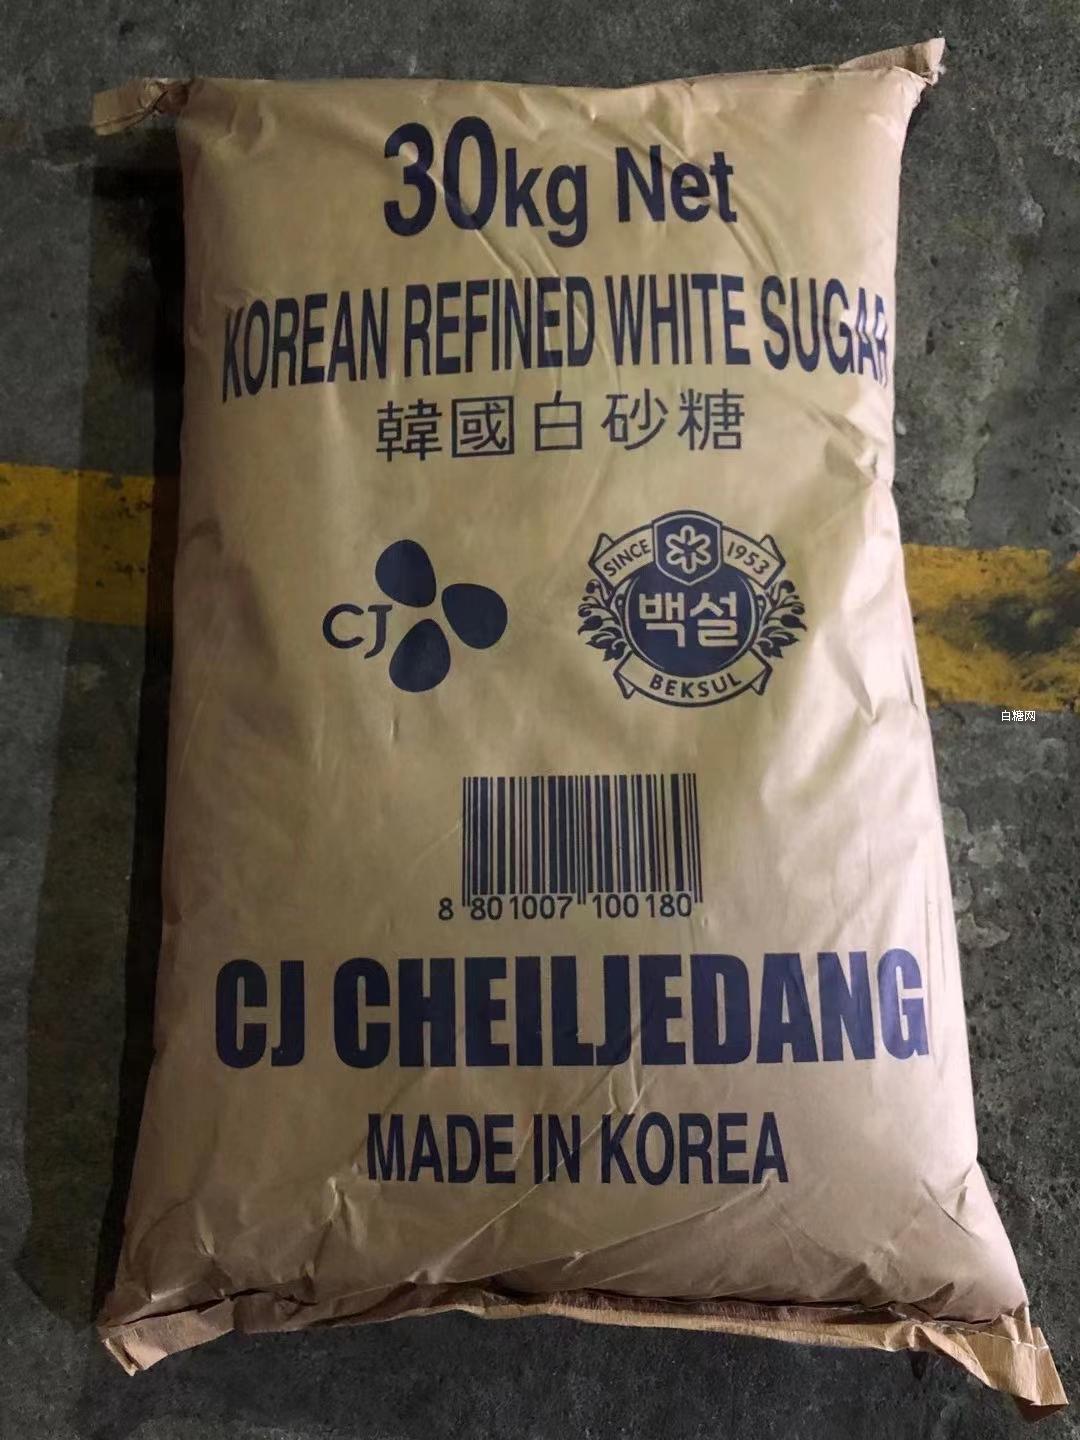 30kg Net
KOREAN REFINED WHITE SUGAR
韓國白砂糖
CJ
SINCE 1953
백설
BEKSUL
白糖网
8 801007 100180
CJ CHEILJEDANG
MADE IN KOREA